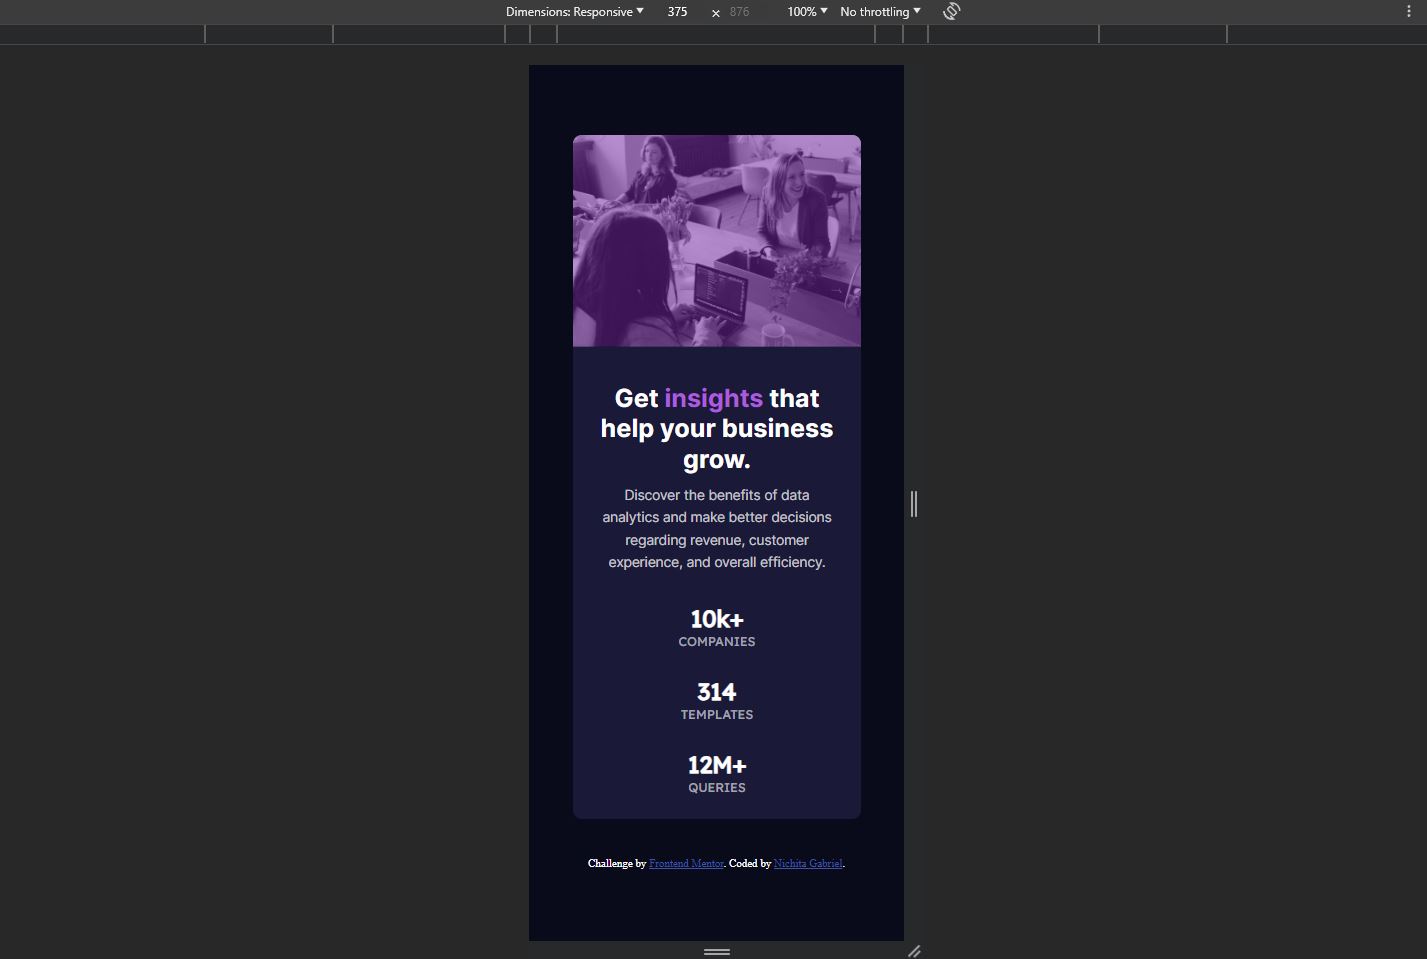 Dimensions: Responsive 375 × 876 100% No throttling
Get insights that
help your business
grow.
Discover the benefits of data
analytics and make better decisions
regarding revenue, customer
experience, and overall efficiency.
10k+
COMPANIES
314
TEMPLATES
12M+
QUERIES
Challenge by Frontend Mentor. Coded by Nichita Gabriel.